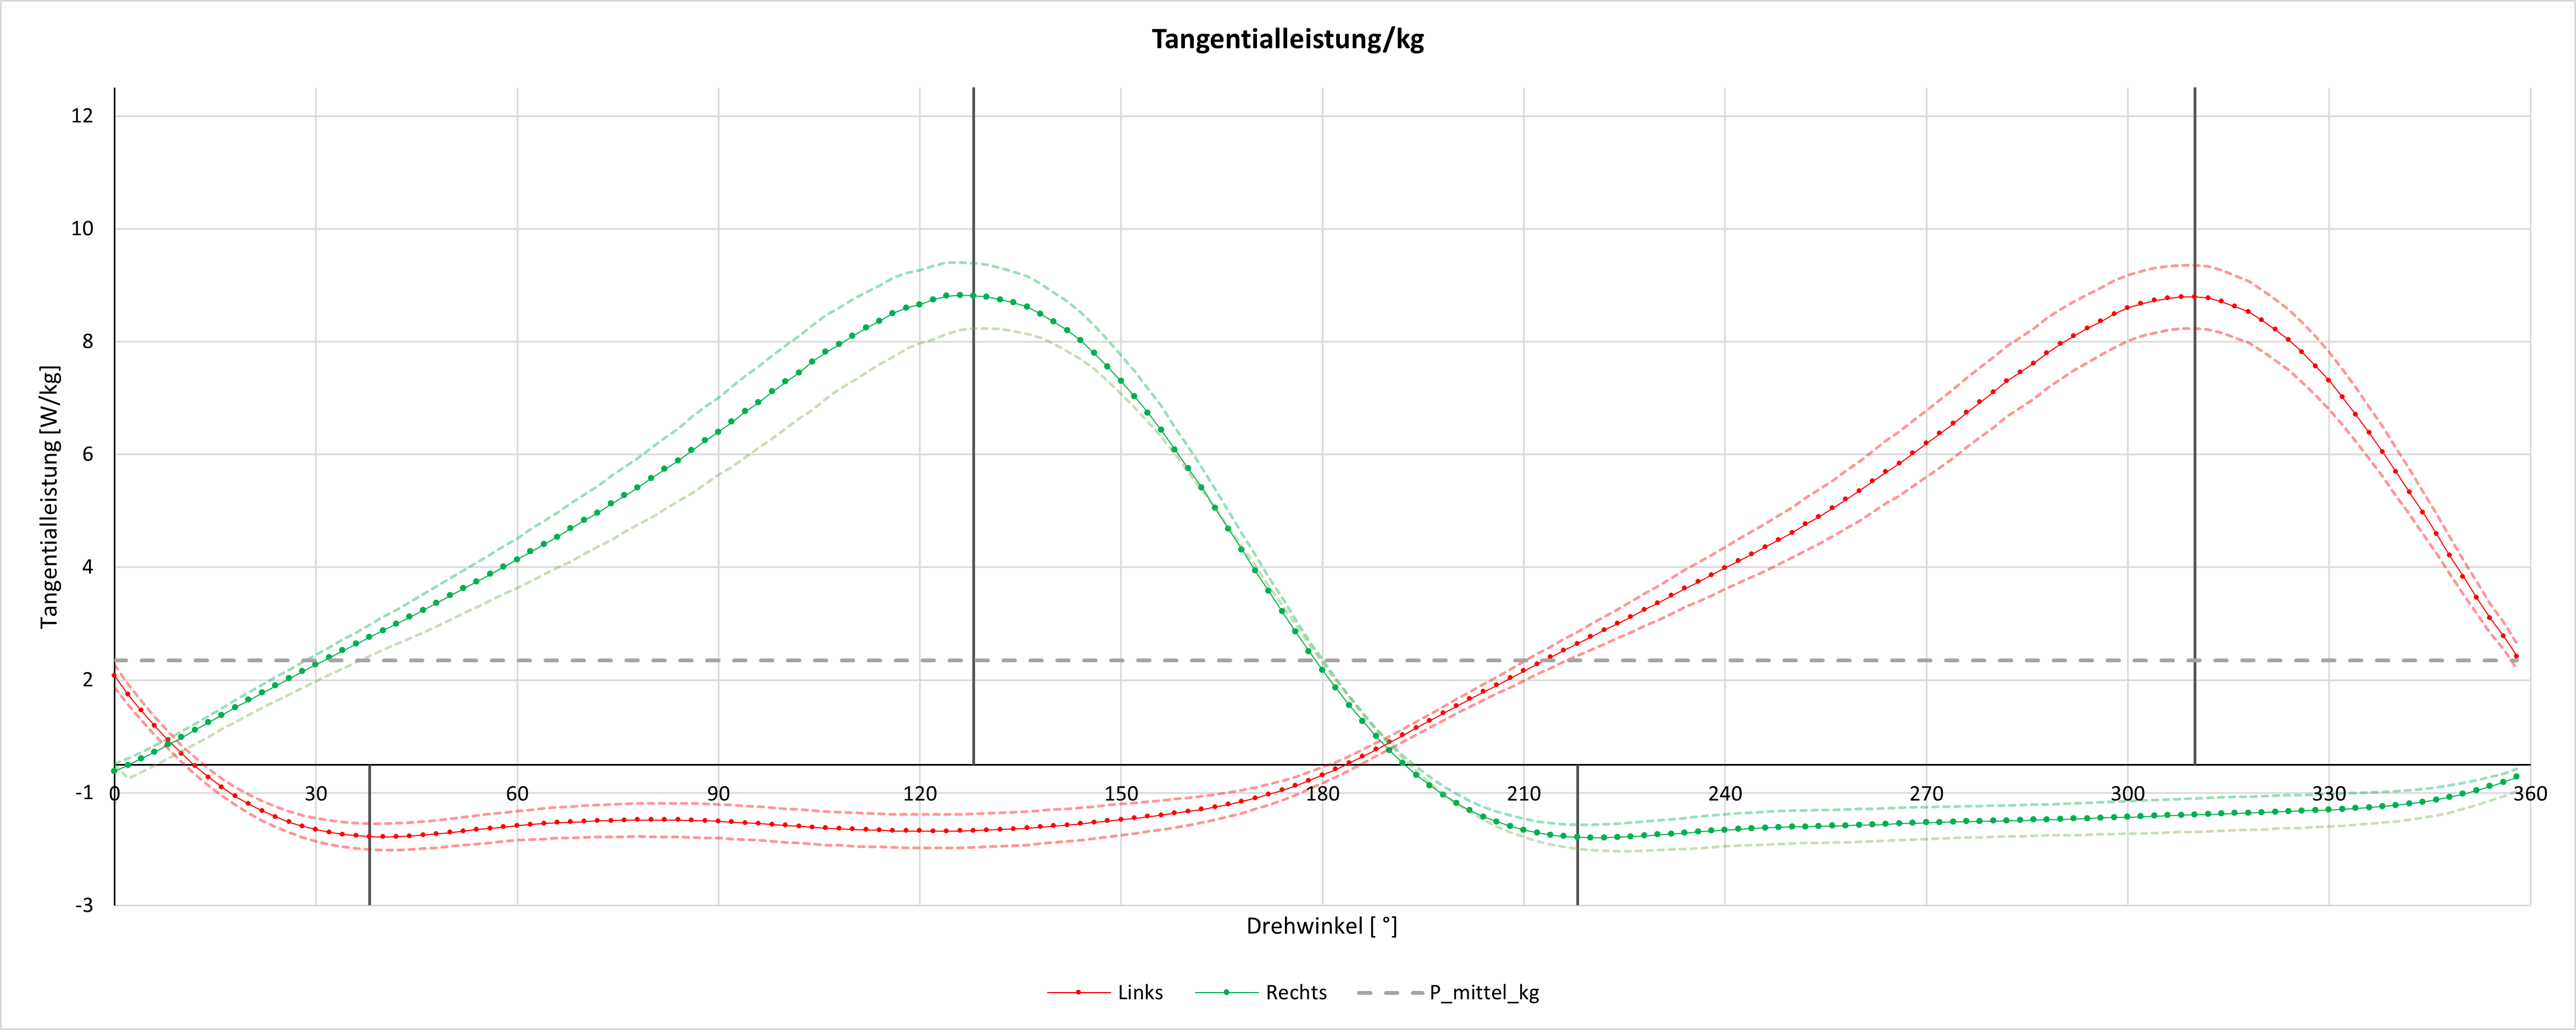 Tangentialleistung/kg
12
10
8
6
4
2
-1
-3
Tangentialleistung [W/kg]
0 30 60 90 120 150 180 210 240 270 300 330 360
Drehwinkel [ °]
Links Rechts P_mittel_kg